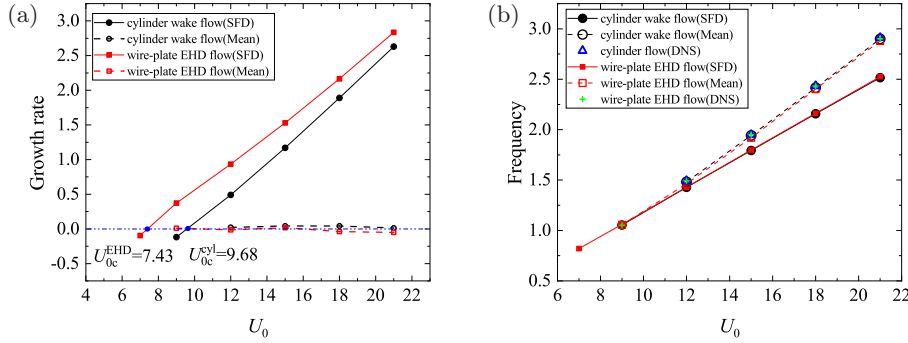 (a)
cylinder wake flow(SFD)
cylinder wake flow(Mean)
wire-plate EHD flow(SFD)
wire-plate EHD flow(Mean)
Growth rate
3.0
2.5
2.0
1.5
1.0
0.5
0.0
-0.5
U_{0c}^{EHD}=7.43
U_{0c}^{cyl}=9.68
4 6 8 10 12 14 16 18 20 22
U_0
(b)
cylinder wake flow(SFD)
cylinder wake flow(Mean)
cylinder flow(DNS)
wire-plate EHD flow(SFD)
wire-plate EHD flow(Mean)
wire-plate EHD flow(DNS)
Frequency
3.0
2.5
2.0
1.5
1.0
0.5
6 8 10 12 14 16 18 20 22
U_0